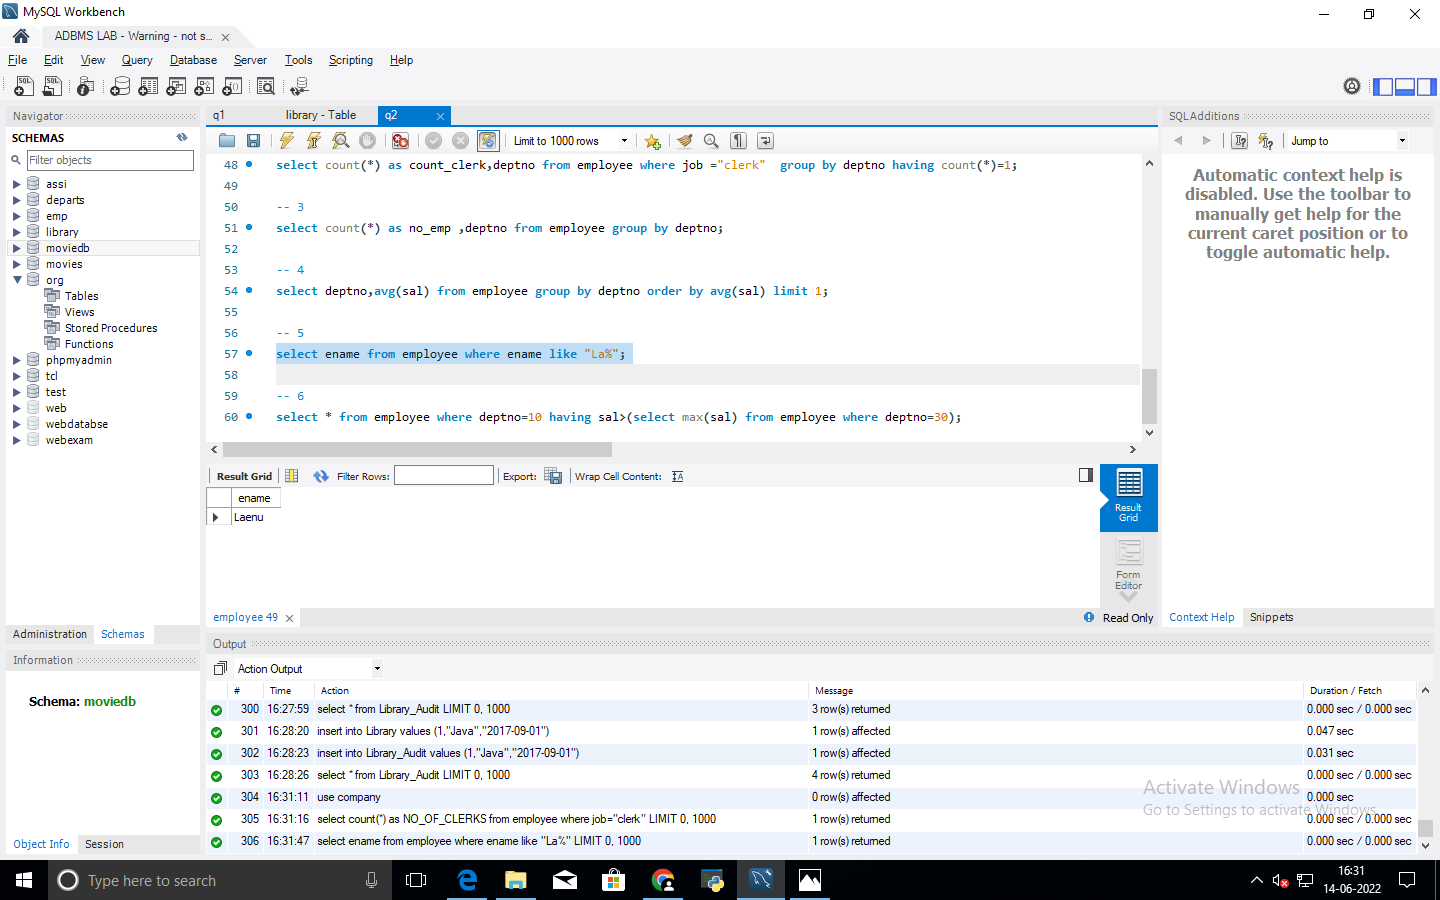 MySQL Workbench
ADBMS LAB - Warning - not s...
File Edit View Query Database Server Tools Scripting Help
Navigator
SCHEMAS
Filter objects
assi
departs
emp
library
moviedb
movies
org
Tables
Views
Stored Procedures
Functions
phpmyadmin
tcl
test
web
webdatabse
webexam
Administration Schemas
Information
Schema: moviedb
Object Info Session
q1 library - Table q2
Limit to 1000 rows
48 select count(*) as count_clerk,deptno from employee where job ="clerk"  group by deptno having count(*)=1;
49
50 -- 3
51 select count(*) as no_emp ,deptno from employee group by deptno;
52
53 -- 4
54 select deptno,avg(sal) from employee group by deptno order by avg(sal) limit 1;
55
56 -- 5
57 select ename from employee where ename like "La%";
58
59 -- 6
60 select * from employee where deptno=10 having sal>(select max(sal) from employee where deptno=30);
Result Grid Filter Rows: Export: Wrap Cell Content:
ename
Laenu
Result
Grid
Form
Editor
employee 49
Read Only
SQLAdditions
Jump to
Automatic context help is
disabled. Use the toolbar to
manually get help for the
current caret position or to
toggle automatic help.
Context Help Snippets
Output
Action Output
# Time Action Message Duration / Fetch
300 16:27:59 select * from Library_Audit LIMIT 0, 1000 3 row(s) returned 0.000 sec / 0.000 sec
301 16:28:20 insert into Library values (1,"Java","2017-09-01") 1 row(s) affected 0.047 sec
302 16:28:23 insert into Library_Audit values (1,"Java","2017-09-01") 1 row(s) affected 0.031 sec
303 16:28:26 select * from Library_Audit LIMIT 0, 1000 4 row(s) returned 0.000 sec / 0.000 sec
304 16:31:11 use company 0 row(s) affected 0.000 sec
305 16:31:16 select count(*) as NO_OF_CLERKS from employee where job="clerk" LIMIT 0, 1000 1 row(s) returned 0.000 sec / 0.000 sec
306 16:31:47 select ename from employee where ename like "La%" LIMIT 0, 1000 1 row(s) returned 0.000 sec / 0.000 sec
Activate Windows
Go to Settings to activate Windows.
Type here to search
16:31
14-06-2022